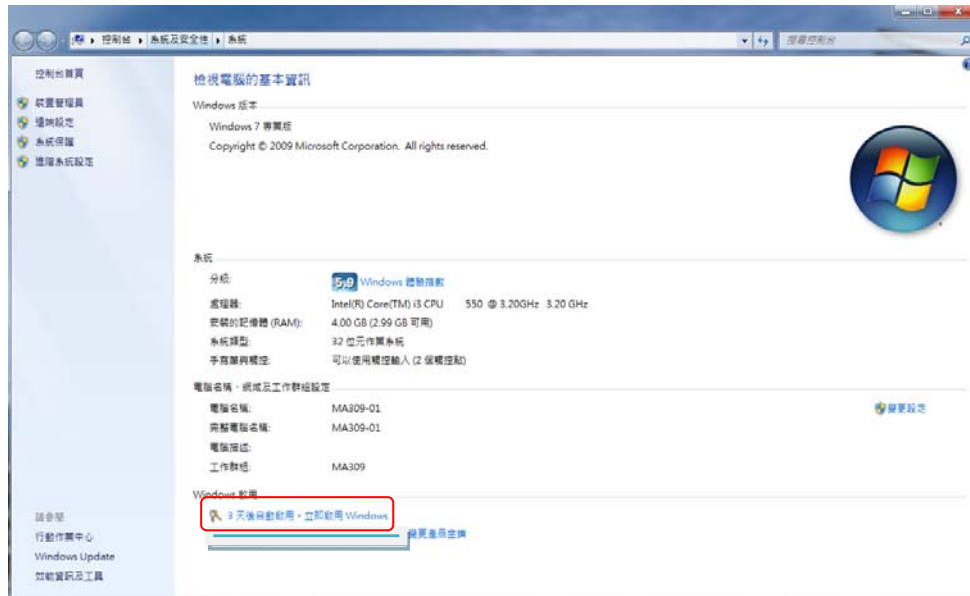 控制台 ▸ 系統及安全性 ▸ 系統
搜尋控制台
控制台首頁
裝置管理員
遠端設定
系統保護
進階系統設定
檢視電腦的基本資訊
Windows 版本
Windows 7 專業版
Copyright © 2009 Microsoft Corporation. All rights reserved.
系統
分級: 5.9 Windows 體驗指數
處理器: Intel(R) Core(TM) i3 CPU 550 @ 3.20GHz 3.20 GHz
安裝的記憶體 (RAM): 4.00 GB (2.99 GB 可用)
系統類型: 32 位元作業系統
手寫筆與觸控: 可以使用觸控輸入 (2 個觸控點)
電腦名稱、網域及工作群組設定
電腦名稱: MA309-01 變更設定
完整電腦名稱: MA309-01
電腦描述:
工作群組: MA309
Windows 啟用
3 天後自動啟用。立即啟用 Windows
變更產品金鑰
請參閱
行動作業中心
Windows Update
效能資訊及工具